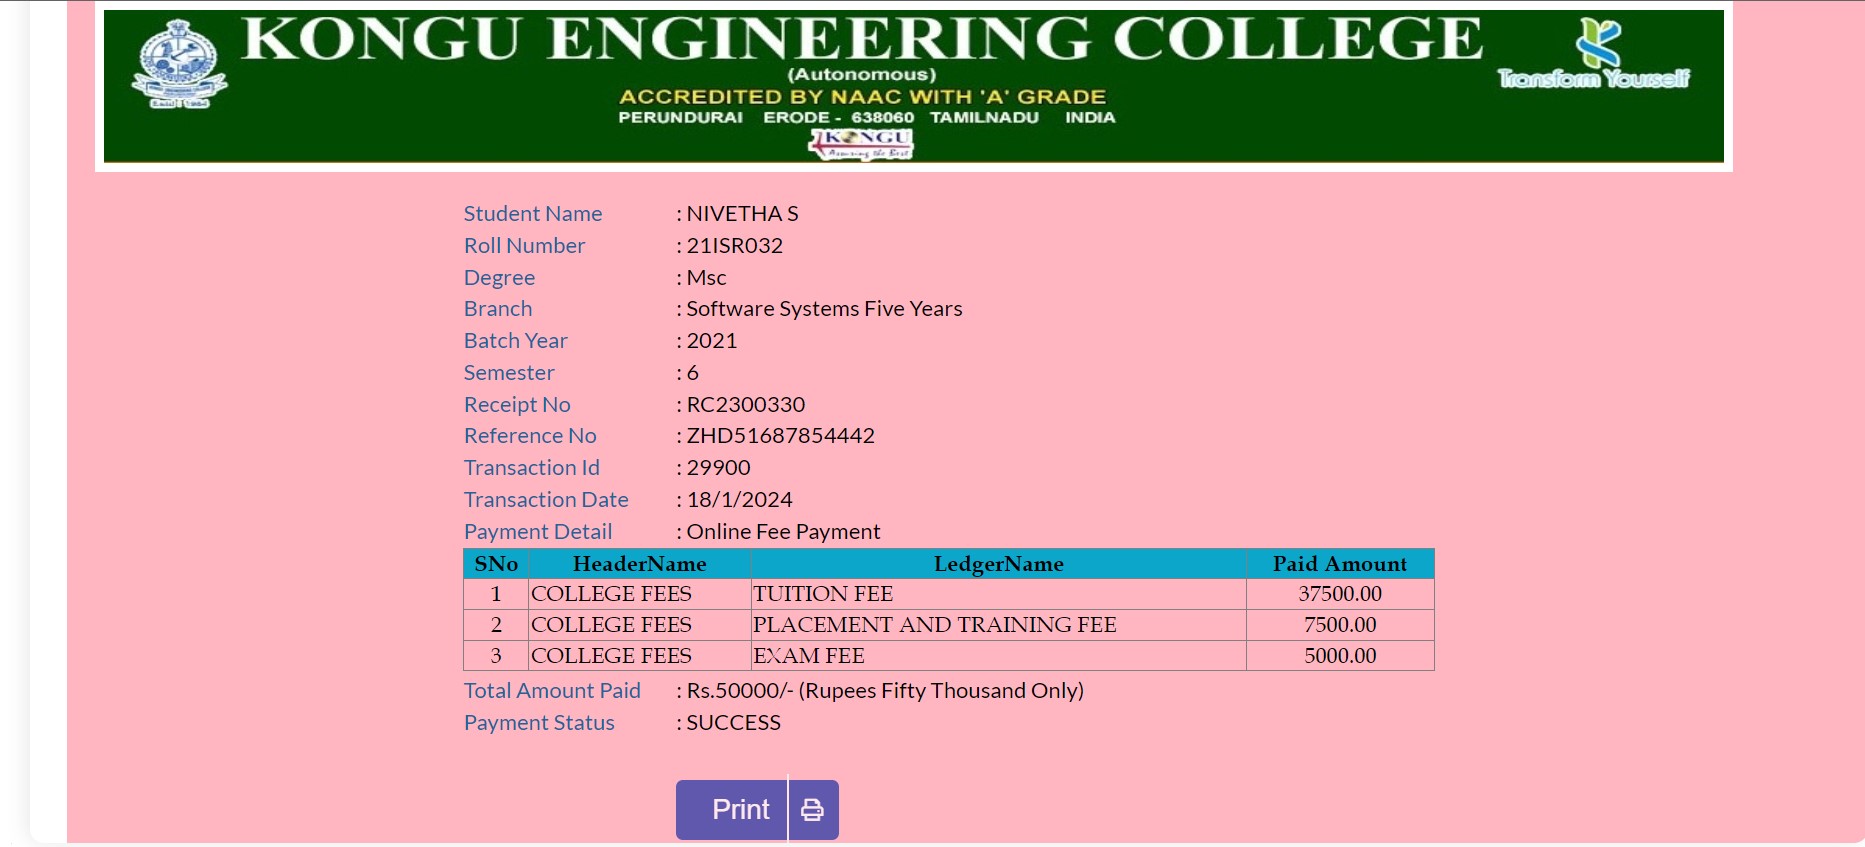 KONGU ENGINEERING COLLEGE
(Autonomous)
Transform Yourself
ACCREDITED BY NAAC WITH 'A' GRADE
Estd : 1984
PERUNDURAI ERODE - 638060 TAMILNADU INDIA
KONGU
Assuring the Best
Student Name : NIVETHA S
Roll Number : 21ISR032
Degree : Msc
Branch : Software Systems Five Years
Batch Year : 2021
Semester : 6
Receipt No : RC2300330
Reference No : ZHD51687854442
Transaction Id : 29900
Transaction Date : 18/1/2024
Payment Detail : Online Fee Payment
SNo HeaderName LedgerName Paid Amount
1 COLLEGE FEES TUITION FEE 37500.00
2 COLLEGE FEES PLACEMENT AND TRAINING FEE 7500.00
3 COLLEGE FEES EXAM FEE 5000.00
Total Amount Paid : Rs.50000/- (Rupees Fifty Thousand Only)
Payment Status : SUCCESS
Print